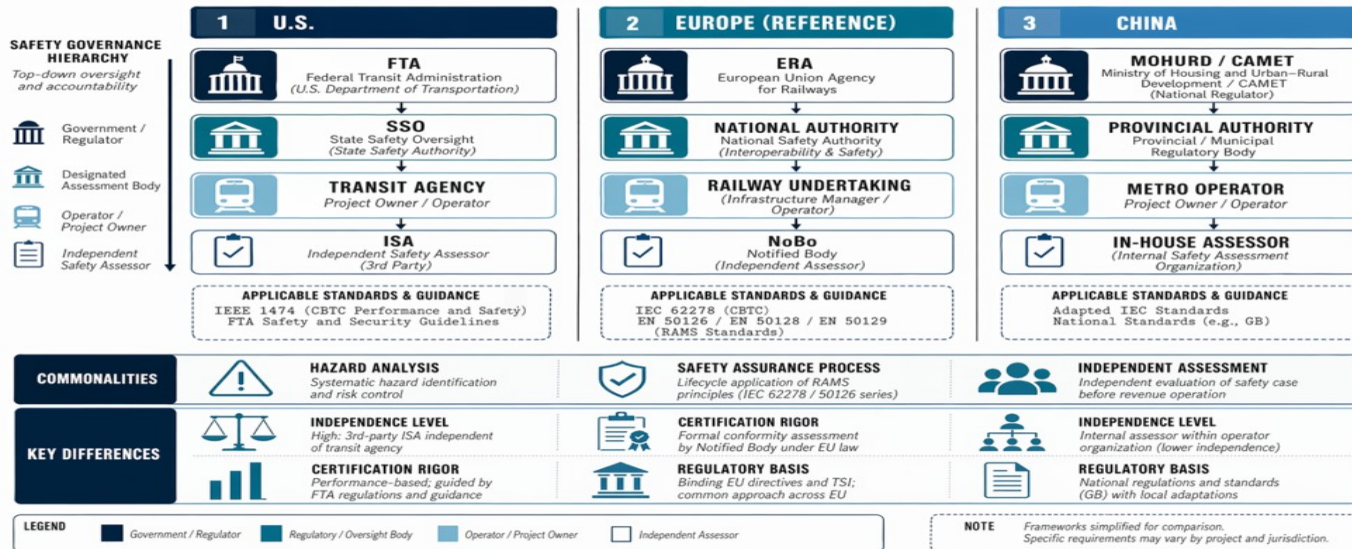 1 U.S.
2 EUROPE (REFERENCE)
3 CHINA
SAFETY GOVERNANCE
HIERARCHY
Top-down oversight
and accountability
Government /
Regulator
Designated
Assessment Body
Operator /
Project Owner
Independent
Safety Assessor
FTA
Federal Transit Administration
(U.S. Department of Transportation)
SSO
State Safety Oversight
(State Safety Authority)
TRANSIT AGENCY
Project Owner / Operator
ISA
Independent Safety Assessor
(3rd Party)
APPLICABLE STANDARDS & GUIDANCE
IEEE 1474 (CBTC Performance and Safety)
FTA Safety and Security Guidelines
ERA
European Union Agency
for Railways
NATIONAL AUTHORITY
National Safety Authority
(Interoperability & Safety)
RAILWAY UNDERTAKING
(Infrastructure Manager /
Operator)
NoBo
Notified Body
(Independent Assessor)
APPLICABLE STANDARDS & GUIDANCE
IEC 62278 (CBTC)
EN 50126 / EN 50128 / EN 50129
(RAMS Standards)
MOHURD / CAMET
Ministry of Housing and Urban–Rural
Development / CAMET
(National Regulator)
PROVINCIAL AUTHORITY
Provincial / Municipal
Regulatory Body
METRO OPERATOR
Project Owner / Operator
IN-HOUSE ASSESSOR
(Internal Safety Assessment
Organization)
APPLICABLE STANDARDS & GUIDANCE
Adapted IEC Standards
National Standards (e.g., GB)
COMMONALITIES
HAZARD ANALYSIS
Systematic hazard identification
and risk control
SAFETY ASSURANCE PROCESS
Lifecycle application of RAMS
principles (IEC 62278 / 50126 series)
INDEPENDENT ASSESSMENT
Independent evaluation of safety case
before revenue operation
KEY DIFFERENCES
INDEPENDENCE LEVEL
High: 3rd-party ISA independent
of transit agency
CERTIFICATION RIGOR
Formal conformity assessment
by Notified Body under EU law
INDEPENDENCE LEVEL
Internal assessor within operator
organization (lower independence)
CERTIFICATION RIGOR
Performance-based; guided by
FTA regulations and guidance
REGULATORY BASIS
Binding EU directives and TSI;
common approach across EU
REGULATORY BASIS
National regulations and standards
(GB) with local adaptations
LEGEND
Government / Regulator
Regulatory / Oversight Body
Operator / Project Owner
Independent Assessor
NOTE
Frameworks simplified for comparison.
Specific requirements may vary by project and jurisdiction.